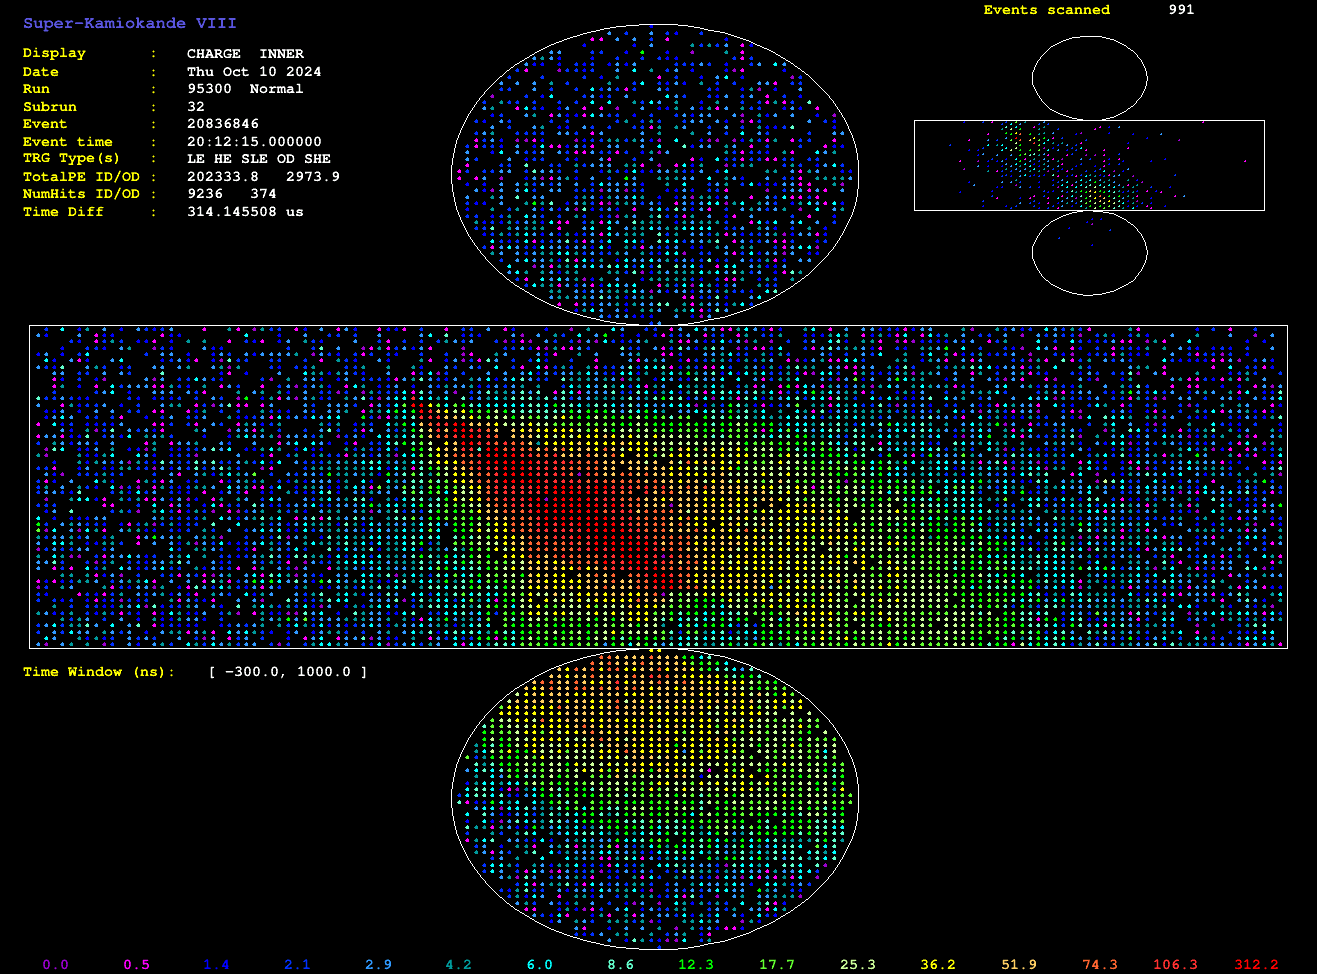 Super-Kamiokande VIII
Events scanned 991
Display : CHARGE INNER
Date : Thu Oct 10 2024
Run : 95300 Normal
Subrun : 32
Event : 20836846
Event time : 20:12:15.000000
TRG Type(s) : LE HE SLE OD SHE
TotalPE ID/OD : 202333.8 2973.9
NumHits ID/OD : 9236 374
Time Diff : 314.145508 us
Time Window (ns): [ -300.0, 1000.0 ]
0.0 0.5 1.4 2.1 2.9 4.2 6.0 8.6 12.3 17.7 25.3 36.2 51.9 74.3 106.3 312.2